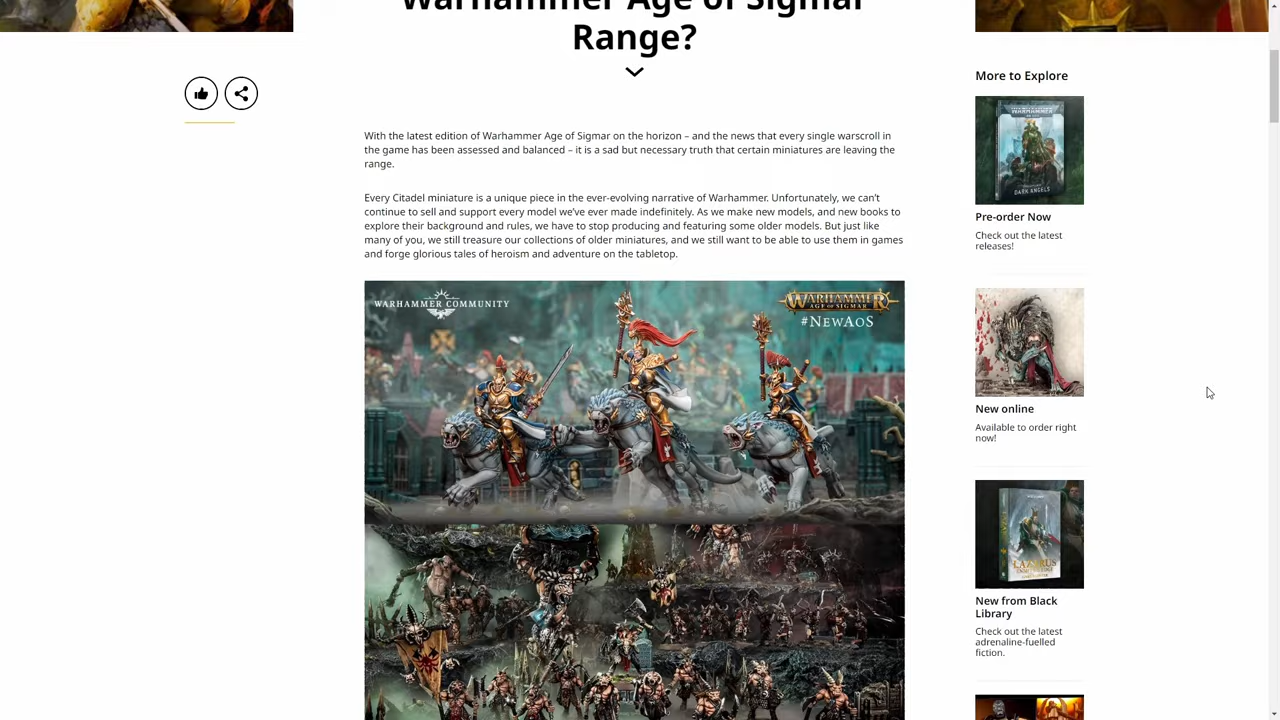 Warhammer Age of Sigmar
Range?
With the latest edition of Warhammer Age of Sigmar on the horizon – and the news that every single warscroll in
the game has been assessed and balanced – it is a sad but necessary truth that certain miniatures are leaving the
range.
Every Citadel miniature is a unique piece in the ever-evolving narrative of Warhammer. Unfortunately, we can't
continue to sell and support every model we've ever made indefinitely. As we make new models, and new books to
explore their background and rules, we have to stop producing and featuring some older models. But just like
many of you, we still treasure our collections of older miniatures, and we still want to be able to use them in games
and forge glorious tales of heroism and adventure on the tabletop.
WARHAMMER COMMUNITY
WARHAMMER
AGE OF SIGMAR
#NEWAOS
More to Explore
WARHAMMER
DARK ANGELS
Pre-order Now
Check out the latest
releases!
New online
Available to order right
now!
LAZARUS
New from Black
Library
Check out the latest
adrenaline-fuelled
fiction.